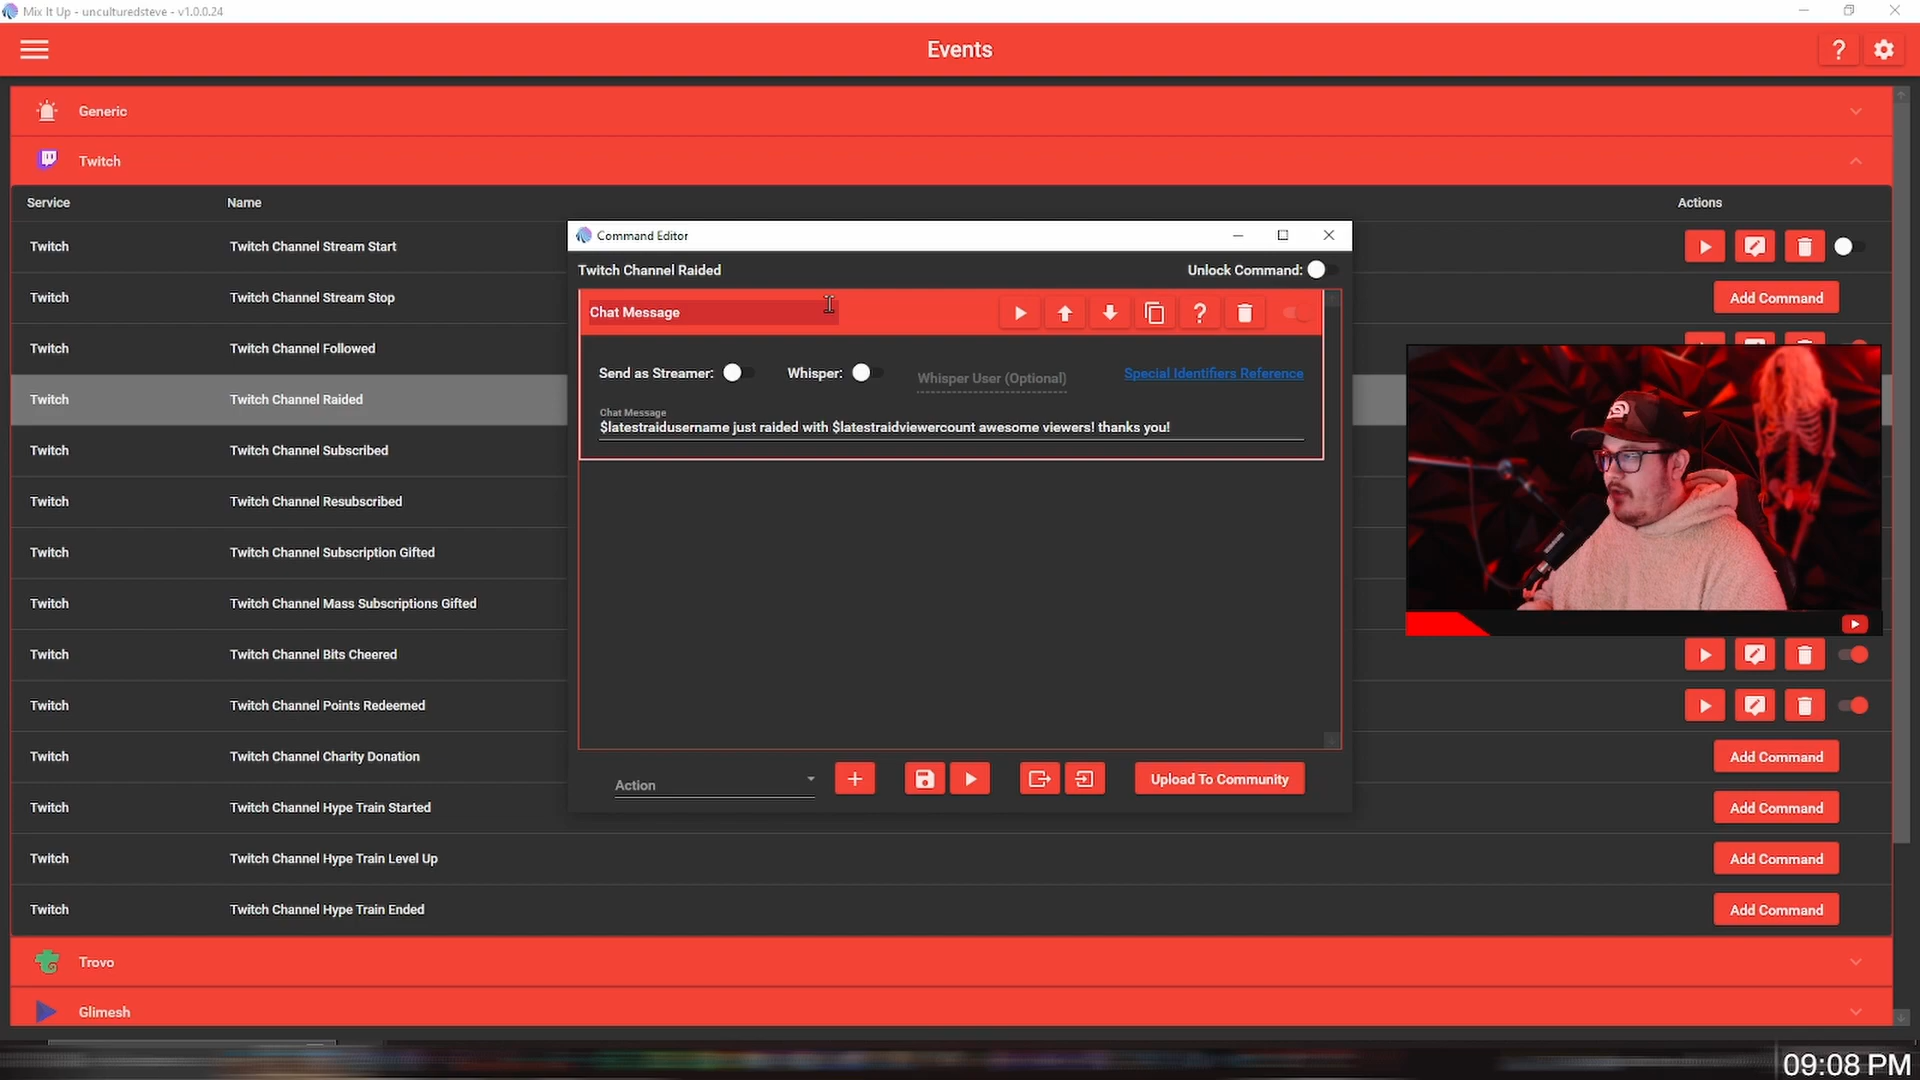 Mix It Up - unculturedsteve - v1.0.0.24
Events
?
Generic
Twitch
Service Name Actions
Twitch Twitch Channel Stream Start
Twitch Twitch Channel Stream Stop Add Command
Twitch Twitch Channel Followed
Twitch Twitch Channel Raided
Twitch Twitch Channel Subscribed
Twitch Twitch Channel Resubscribed
Twitch Twitch Channel Subscription Gifted
Twitch Twitch Channel Mass Subscriptions Gifted
Twitch Twitch Channel Bits Cheered
Twitch Twitch Channel Points Redeemed
Twitch Twitch Channel Charity Donation Add Command
Twitch Twitch Channel Hype Train Started Add Command
Twitch Twitch Channel Hype Train Level Up Add Command
Twitch Twitch Channel Hype Train Ended Add Command
Trovo
Glimesh
Command Editor
Twitch Channel Raided Unlock Command:
Chat Message ?
Send as Streamer: Whisper: Whisper User (Optional) Special Identifiers Reference
Chat Message
$latestraidusername just raided with $latestraidviewercount awesome viewers! thanks you!
Action Upload To Community
09:08 PM